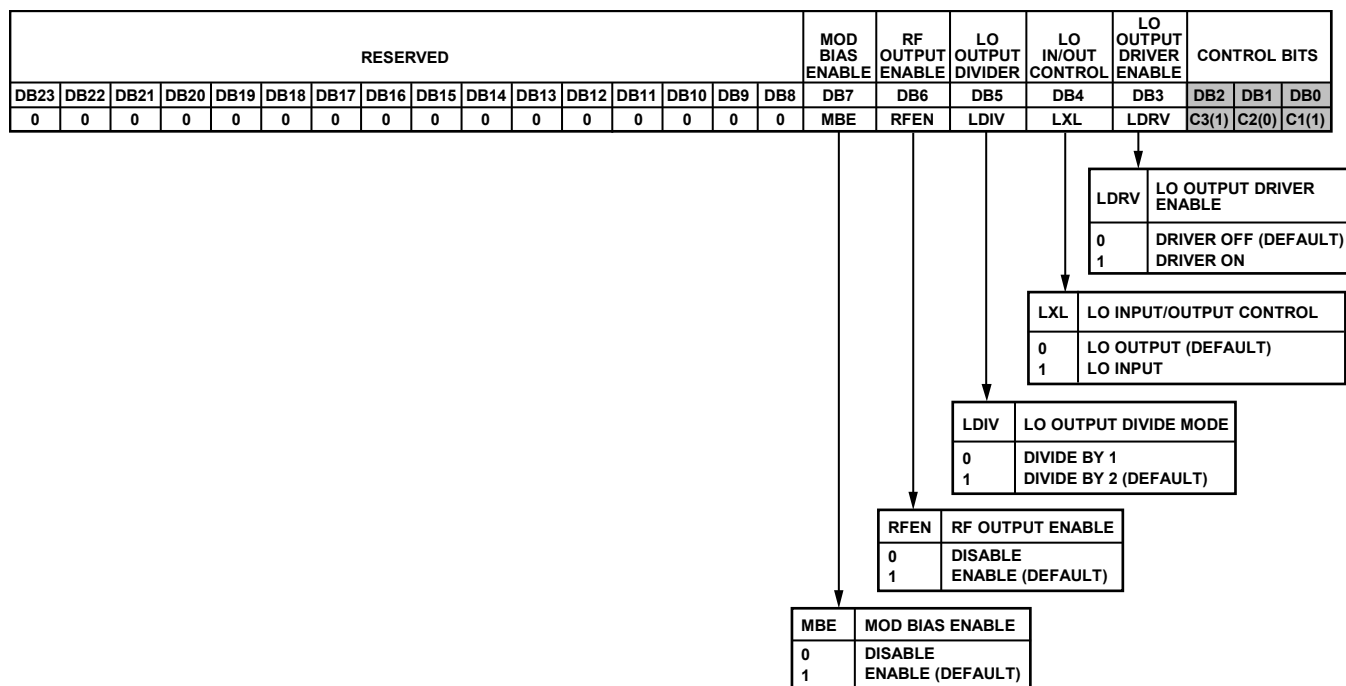 RESERVED
MOD BIAS ENABLE
RF OUTPUT ENABLE
LO OUTPUT DIVIDER
LO IN/OUT CONTROL
LO OUTPUT DRIVER ENABLE
CONTROL BITS
DB23 DB22 DB21 DB20 DB19 DB18 DB17 DB16 DB15 DB14 DB13 DB12 DB11 DB10 DB9 DB8 DB7 DB6 DB5 DB4 DB3 DB2 DB1 DB0
0 0 0 0 0 0 0 0 0 0 0 0 0 0 0 0 MBE RFEN LDIV LXL LDRV C3(1) C2(0) C1(1)
LDRV LO OUTPUT DRIVER
ENABLE
0 DRIVER OFF (DEFAULT)
1 DRIVER ON
LXL LO INPUT/OUTPUT CONTROL
0 LO OUTPUT (DEFAULT)
1 LO INPUT
LDIV LO OUTPUT DIVIDE MODE
0 DIVIDE BY 1
1 DIVIDE BY 2 (DEFAULT)
RFEN RF OUTPUT ENABLE
0 DISABLE
1 ENABLE (DEFAULT)
MBE MOD BIAS ENABLE
0 DISABLE
1 ENABLE (DEFAULT)